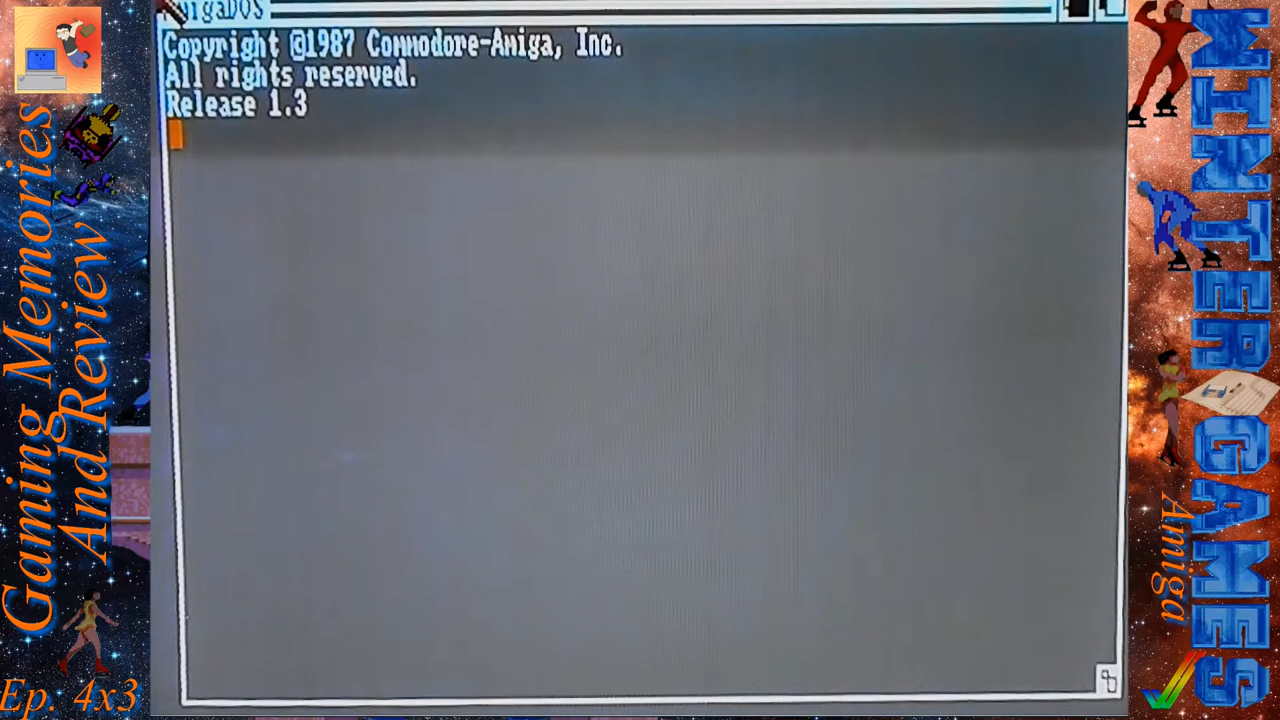 AmigaDOS
Copyright ©1987 Commodore-Amiga, Inc.
All rights reserved.
Release 1.3
Gaming Memories
And Review
Ep. 4x3
WINTER GAMES
Amiga